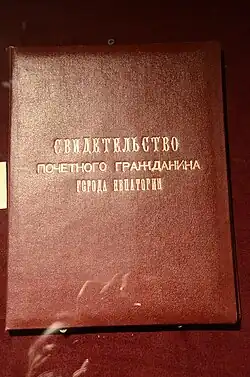 СВИДЕТЕЛЬСТВО
ПОЧЕТНОГО ГРАЖДАНИНА
ГОРОДА ЕВПАТОРИИ